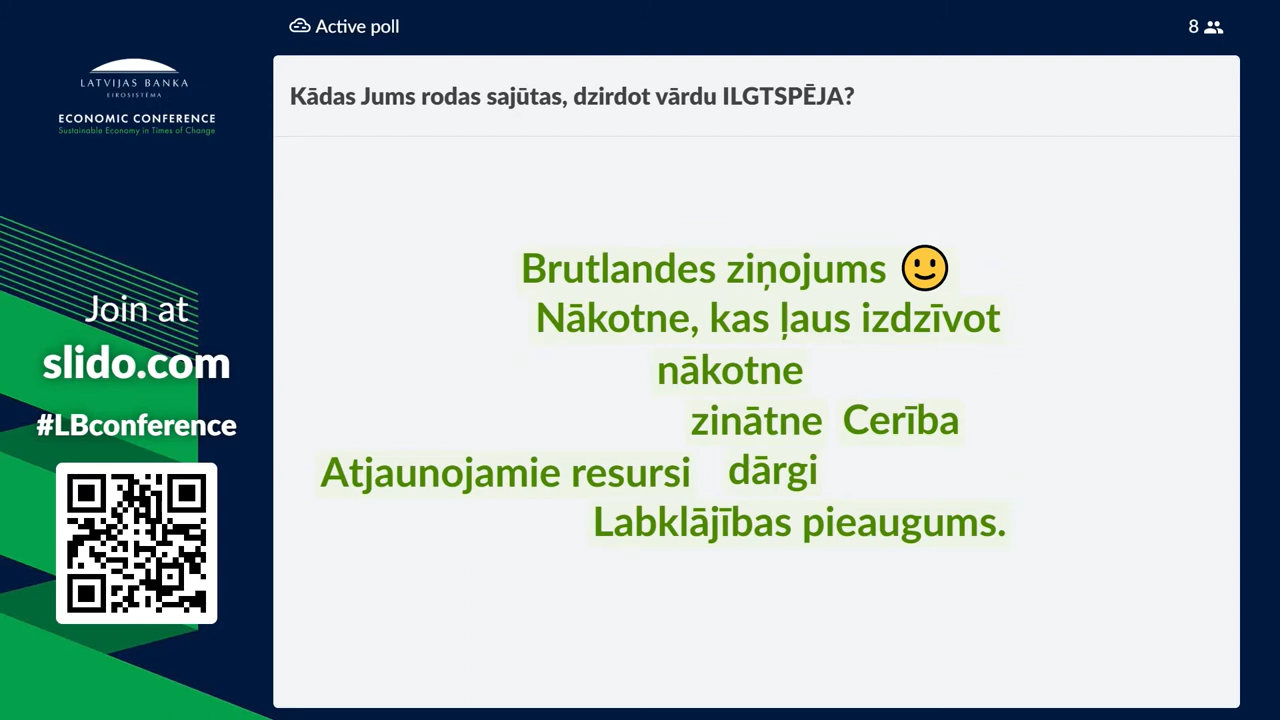 Active poll
8
LATVIJAS BANKA
EIROSISTĒMA
ECONOMIC CONFERENCE
Sustainable Economy in Times of Change
Kādas Jums rodas sajūtas, dzirdot vārdu ILGTSPĒJA?
Brutlandes ziņojums 🙂
Nākotne, kas ļaus izdzīvot
nākotne
zinātne Cerība
Atjaunojamie resursi dārgi
Labklājības pieaugums.
Join at
slido.com
#LBconference